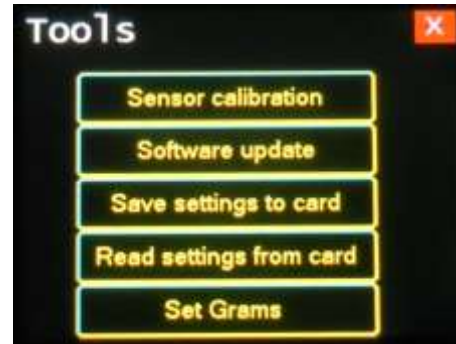 Tools
X
Sensor calibration
Software update
Save settings to card
Read settings from card
Set Grams